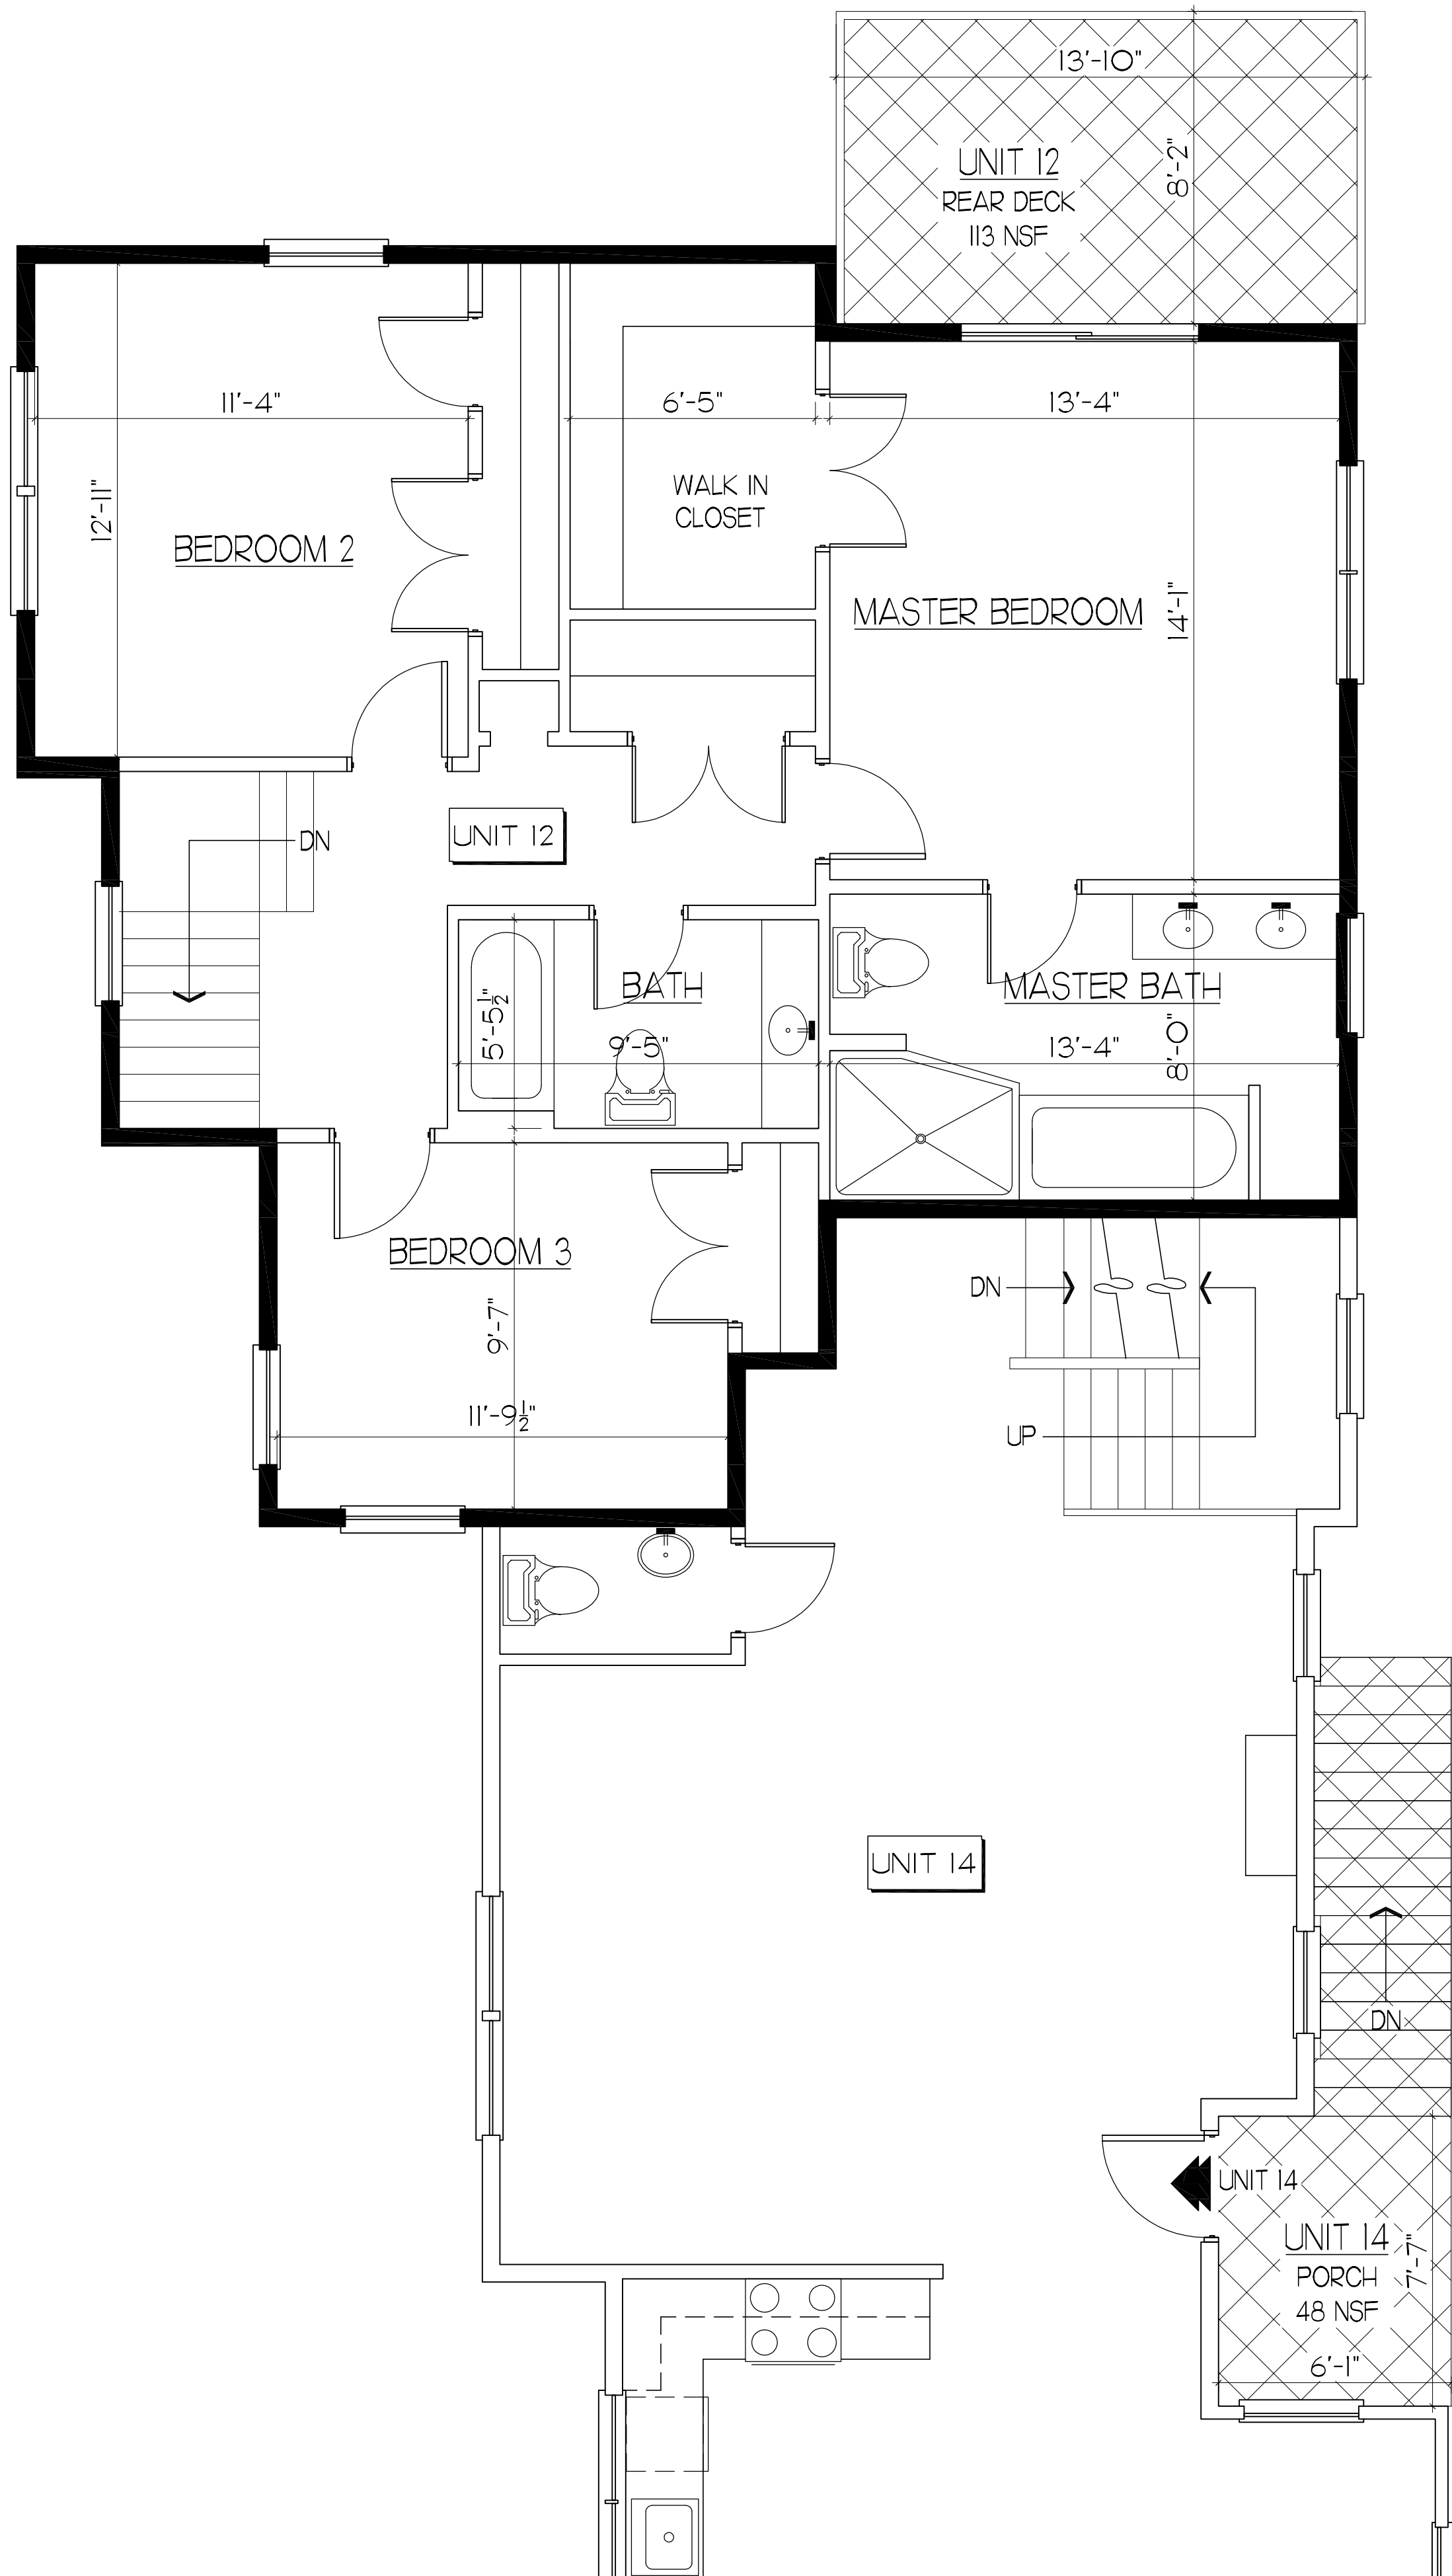 13'-10"
8'-2"
UNIT 12
REAR DECK
113 NSF
11'-4"
6'-5"
13'-4"
12'-11"
WALK IN
CLOSET
BEDROOM 2
MASTER BEDROOM
14'-1"
UNIT 12
DN
BATH
MASTER BATH
5'-5½"
9'-5"
13'-4"
8'-0"
BEDROOM 3
DN
9'-7"
11'-9½"
UP
UNIT 14
DN
UNIT 14
UNIT 14
PORCH
48 NSF
7'-7"
6'-1"